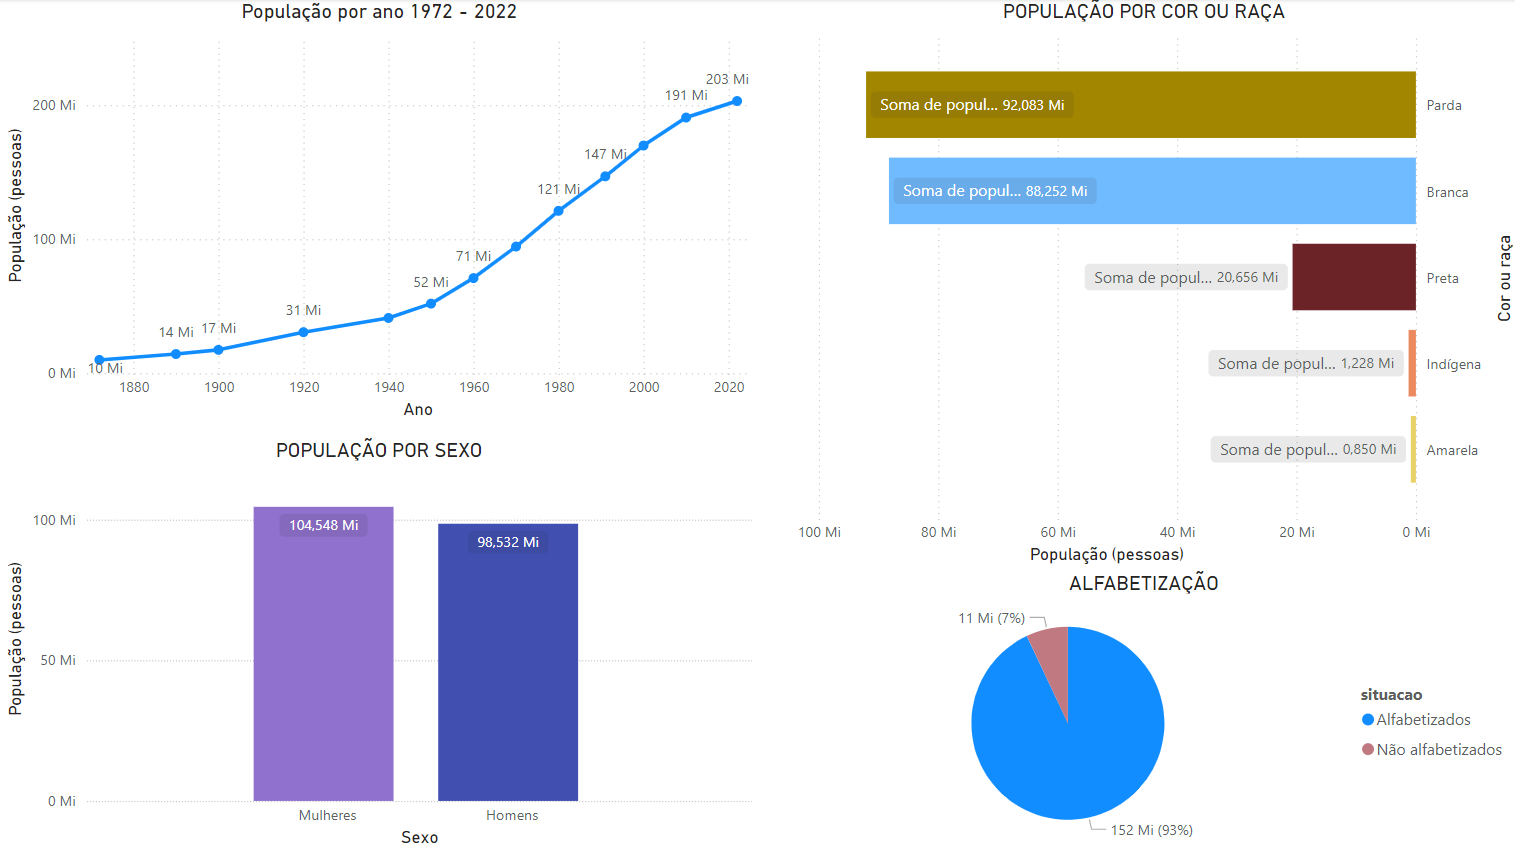 População por ano 1972 - 2022
População (pessoas)
200 Mi
100 Mi
0 Mi
10 Mi
14 Mi
17 Mi
31 Mi
52 Mi
71 Mi
121 Mi
147 Mi
191 Mi
203 Mi
1880
1900
1920
1940
1960
1980
2000
2020
Ano
POPULAÇÃO POR SEXO
População (pessoas)
100 Mi
50 Mi
0 Mi
104,548 Mi
98,532 Mi
Mulheres
Homens
Sexo
POPULAÇÃO POR COR OU RAÇA
Soma de popul... 92,083 Mi
Parda
Soma de popul... 88,252 Mi
Branca
Soma de popul... 20,656 Mi
Preta
Soma de popul... 1,228 Mi
Indígena
Soma de popul... 0,850 Mi
Amarela
Cor ou raça
100 Mi
80 Mi
60 Mi
40 Mi
20 Mi
0 Mi
População (pessoas)
ALFABETIZAÇÃO
11 Mi (7%)
152 Mi (93%)
situacao
Alfabetizados
Não alfabetizados